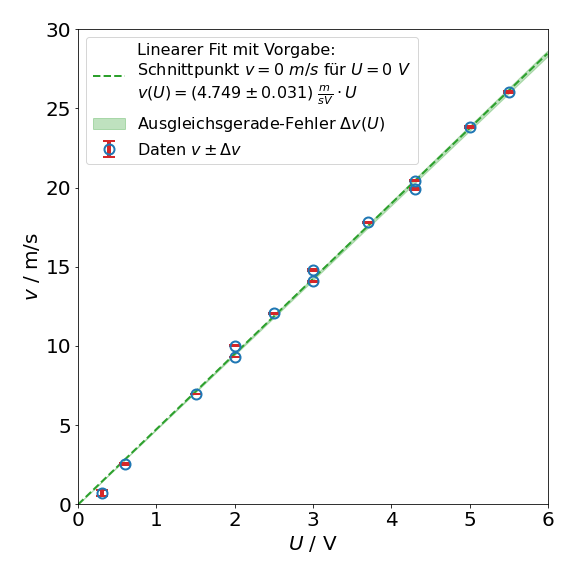 Linearer Fit mit Vorgabe:
Schnittpunkt v = 0 m/s für U = 0 V
v(U) = (4.749 ± 0.031) m/sV · U
Ausgleichsgerade-Fehler Δv(U)
Daten v ± Δv
30
25
20
15
10
5
0
v / m/s
0 1 2 3 4 5 6
U / V